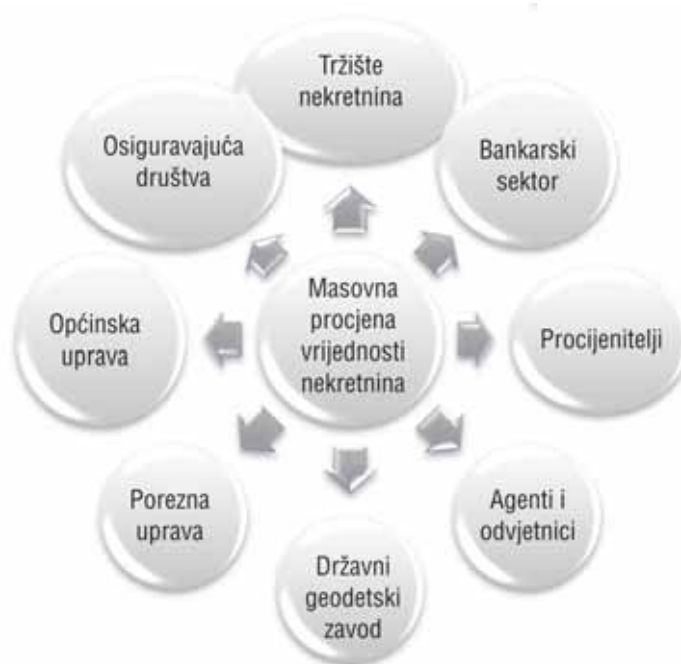 Tržište
nekretnina
Osiguravajuća
društva
Bankarski
sektor
Masovna
procjena
vrijednosti
nekretnina
Općinska
uprava
Procijenitelji
Porezna
uprava
Agenti i
odvjetnici
Državni
geodetski
zavod